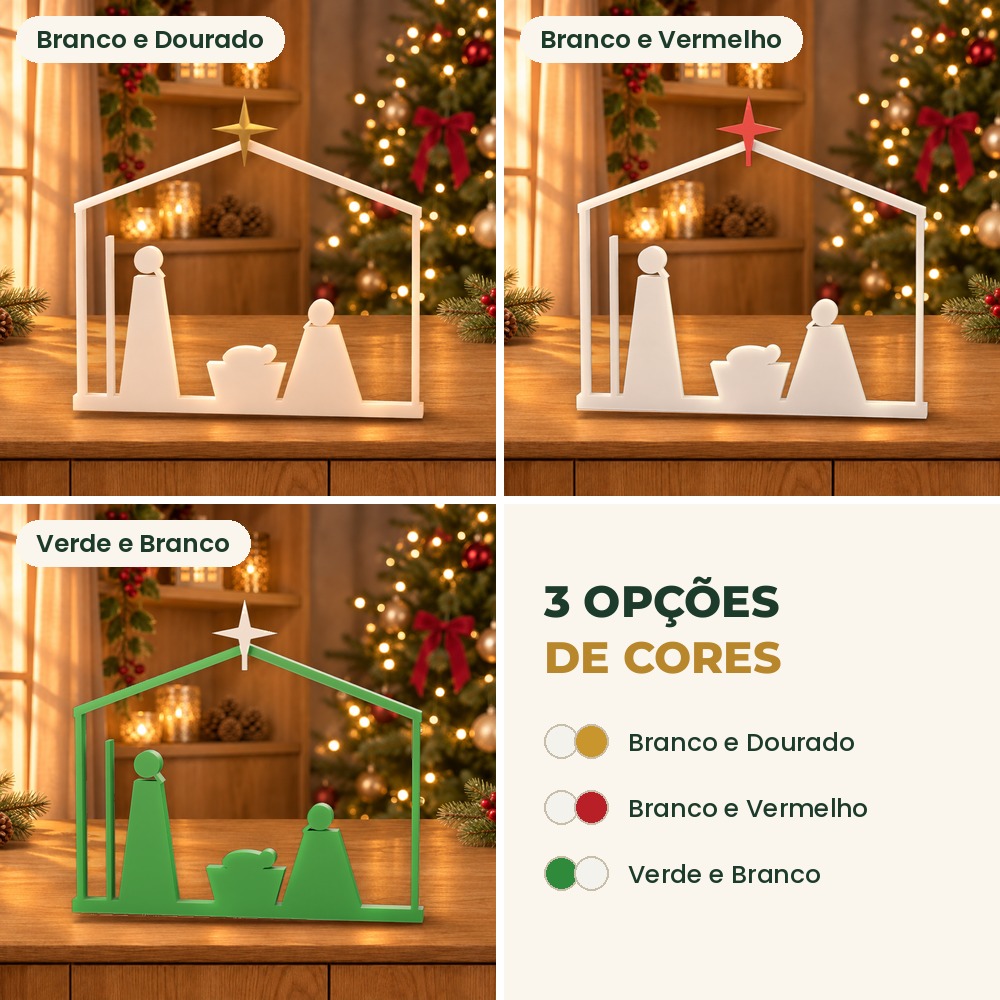 Branco e Dourado
Branco e Vermelho
Verde e Branco
3 OPÇÕES
DE CORES
Branco e Dourado
Branco e Vermelho
Verde e Branco